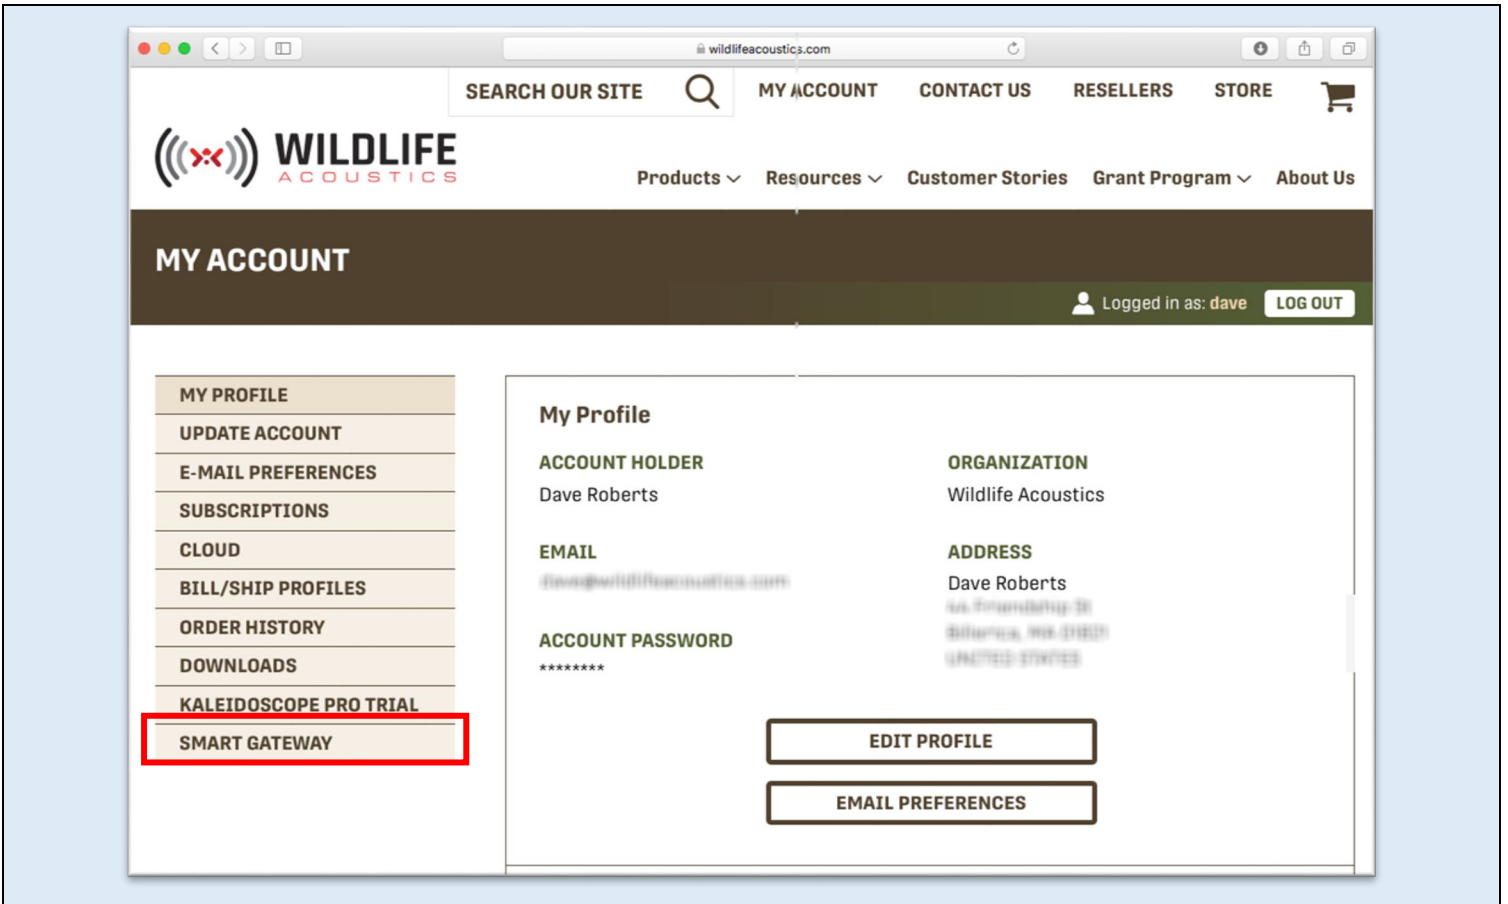 wildlifeacoustics.com
SEARCH OUR SITE
MY ACCOUNT
CONTACT US
RESELLERS
STORE
WILDLIFE
ACOUSTICS
Products
Resources
Customer Stories
Grant Program
About Us
MY ACCOUNT
Logged in as: dave
LOG OUT
MY PROFILE
UPDATE ACCOUNT
E-MAIL PREFERENCES
SUBSCRIPTIONS
CLOUD
BILL/SHIP PROFILES
ORDER HISTORY
DOWNLOADS
KALEIDOSCOPE PRO TRIAL
SMART GATEWAY
My Profile
ACCOUNT HOLDER
Dave Roberts
ORGANIZATION
Wildlife Acoustics
EMAIL
ADDRESS
Dave Roberts
ACCOUNT PASSWORD
********
EDIT PROFILE
EMAIL PREFERENCES